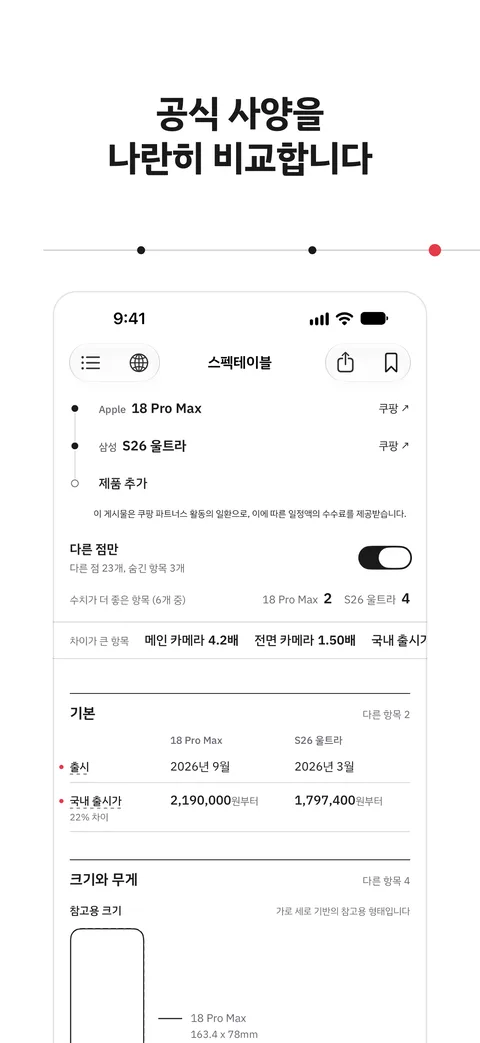 공식 사양을
나란히 비교합니다
9:41
스펙테이블
Apple 18 Pro Max 쿠팡 ↗
삼성 S26 울트라 쿠팡 ↗
제품 추가
이 게시물은 쿠팡 파트너스 활동의 일환으로, 이에 따른 일정액의 수수료를 제공받습니다.
다른 점만
다른 점 23개, 숨긴 항목 3개
수치가 더 좋은 항목 (6개 중) 18 Pro Max 2 S26 울트라 4
차이가 큰 항목 메인 카메라 4.2배 전면 카메라 1.50배 국내 출시가
기본 다른 항목 2
18 Pro Max S26 울트라
출시 2026년 9월 2026년 3월
국내 출시가 2,190,000원부터 1,797,400원부터
22% 차이
크기와 무게 다른 항목 4
참고용 크기 가로 세로 기반의 참고용 형태입니다
18 Pro Max
163.4 x 78mm